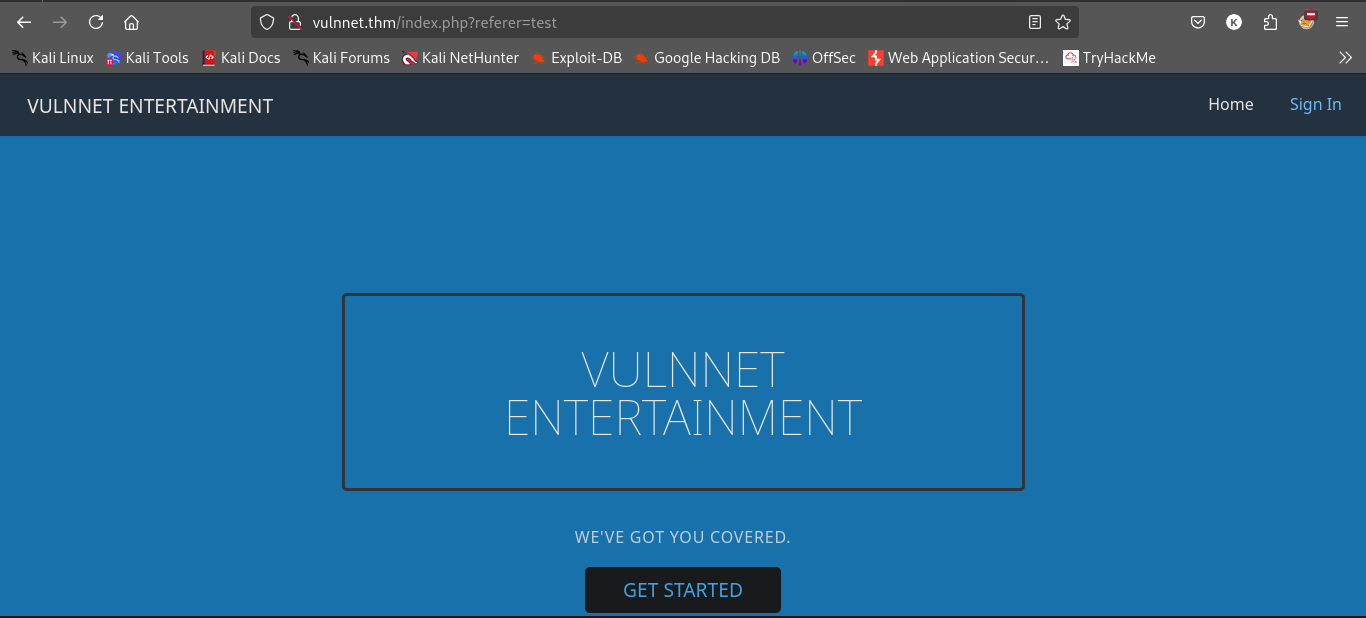 vulnnet.thm/index.php?referer=test
K
Kali Linux Kali Tools Kali Docs Kali Forums Kali NetHunter Exploit-DB Google Hacking DB OffSec Web Application Secur… TryHackMe
VULNNET ENTERTAINMENT Home Sign In
VULNNET
ENTERTAINMENT
WE'VE GOT YOU COVERED.
GET STARTED